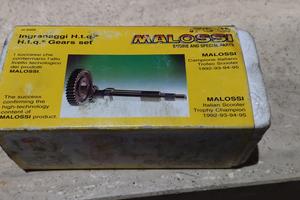 Ingranaggi H.t.q.
H.t.q. Gears set
MALOSSI
ENGINE AND SPECIAL PARTS
I successi che
confermano l'alto
livello tecnologico
dei prodotti
MALOSSI.
The success
confirming the
high-technology
content of
MALOSSI product.
MALOSSI
Campione Italiano
Trofeo Scooter
1992-93-94-95
MALOSSI
Italian Scooter
Trophy Champion
1992-93-94-95